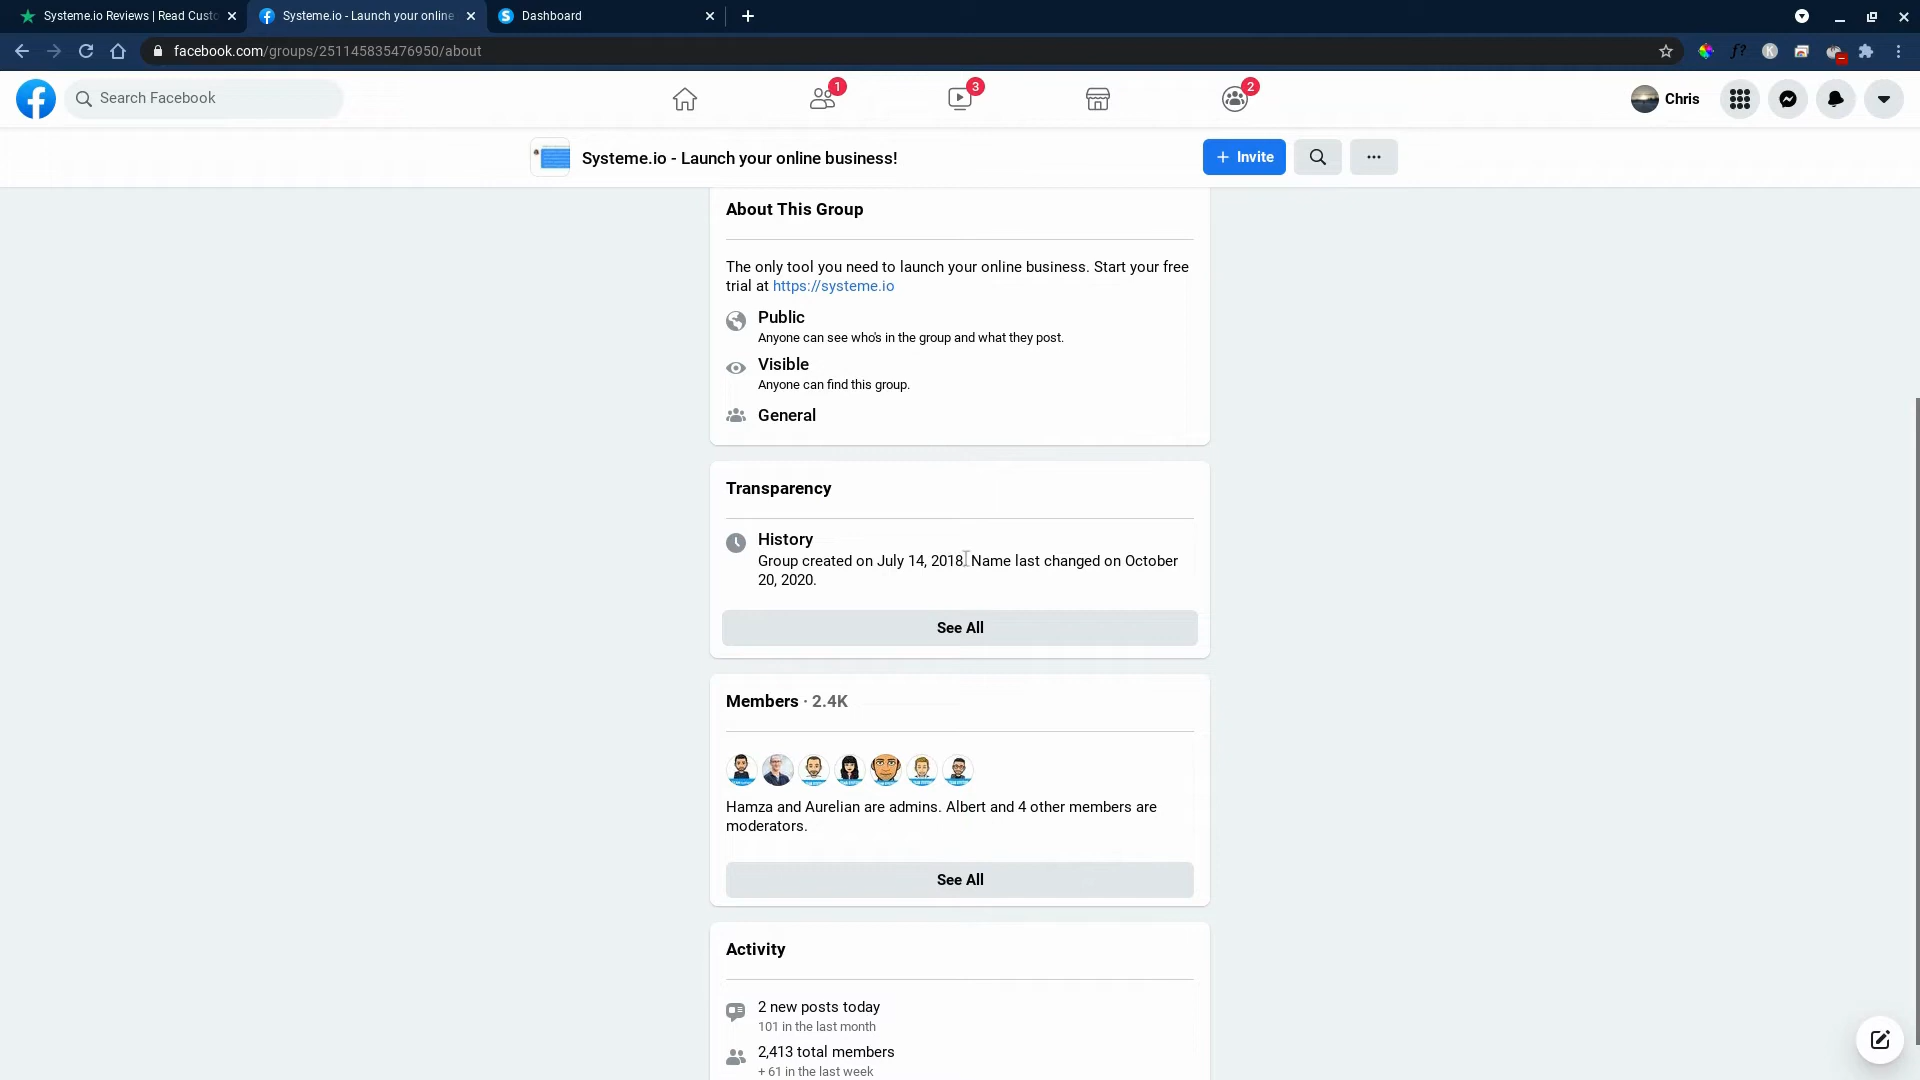 Systeme.io Reviews | Read Custo
Systeme.io - Launch your online
Dashboard
facebook.com/groups/251145835476950/about
Search Facebook
1
3
2
Chris
Systeme.io - Launch your online business!
+ Invite
About This Group
The only tool you need to launch your online business. Start your free
trial at https://systeme.io
Public
Anyone can see who's in the group and what they post.
Visible
Anyone can find this group.
General
Transparency
History
Group created on July 14, 2018. Name last changed on October
20, 2020.
See All
Members · 2.4K
Hamza and Aurelian are admins. Albert and 4 other members are
moderators.
See All
Activity
2 new posts today
101 in the last month
2,413 total members
+ 61 in the last week